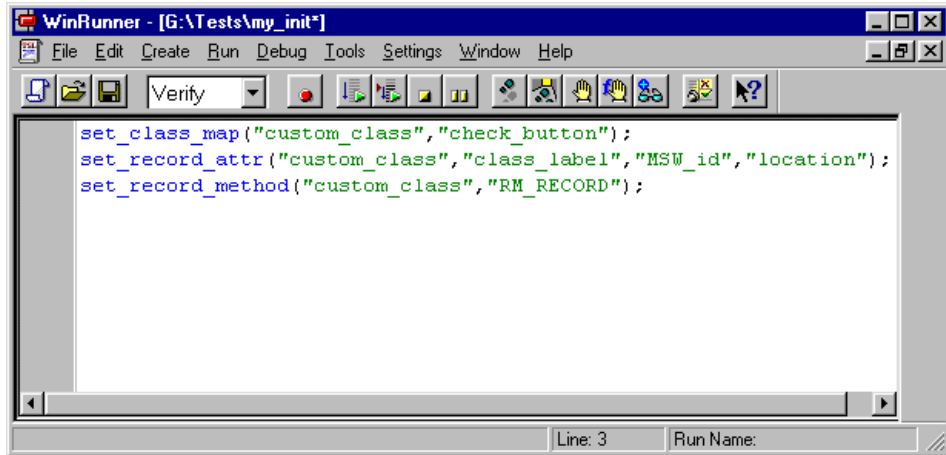 WinRunner - [G:\Tests\my_init*]
File Edit Create Run Debug Tools Settings Window Help
Verify
set_class_map("custom_class","check_button");
set_record_attr("custom_class","class_label","MSW_id","location");
set_record_method("custom_class","RM_RECORD");
Line: 3 Run Name: